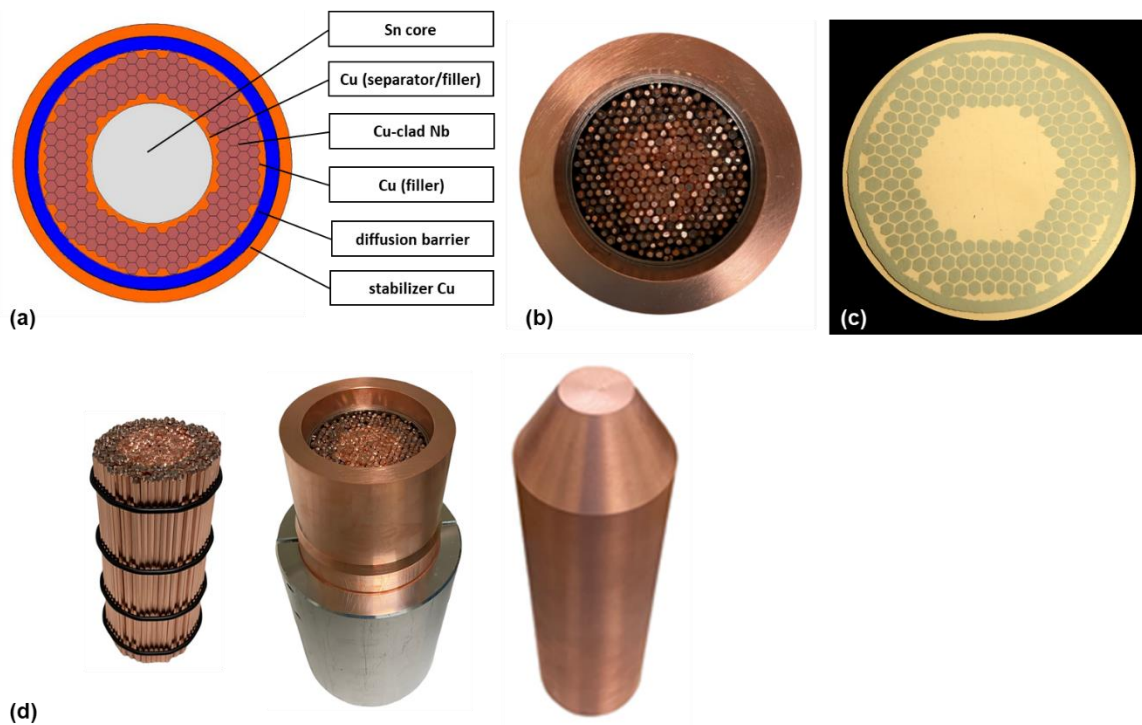 Sn core
Cu (separator/filler)
Cu-clad Nb
Cu (filler)
diffusion barrier
stabilizer Cu
(a)
(b)
(c)
(d)